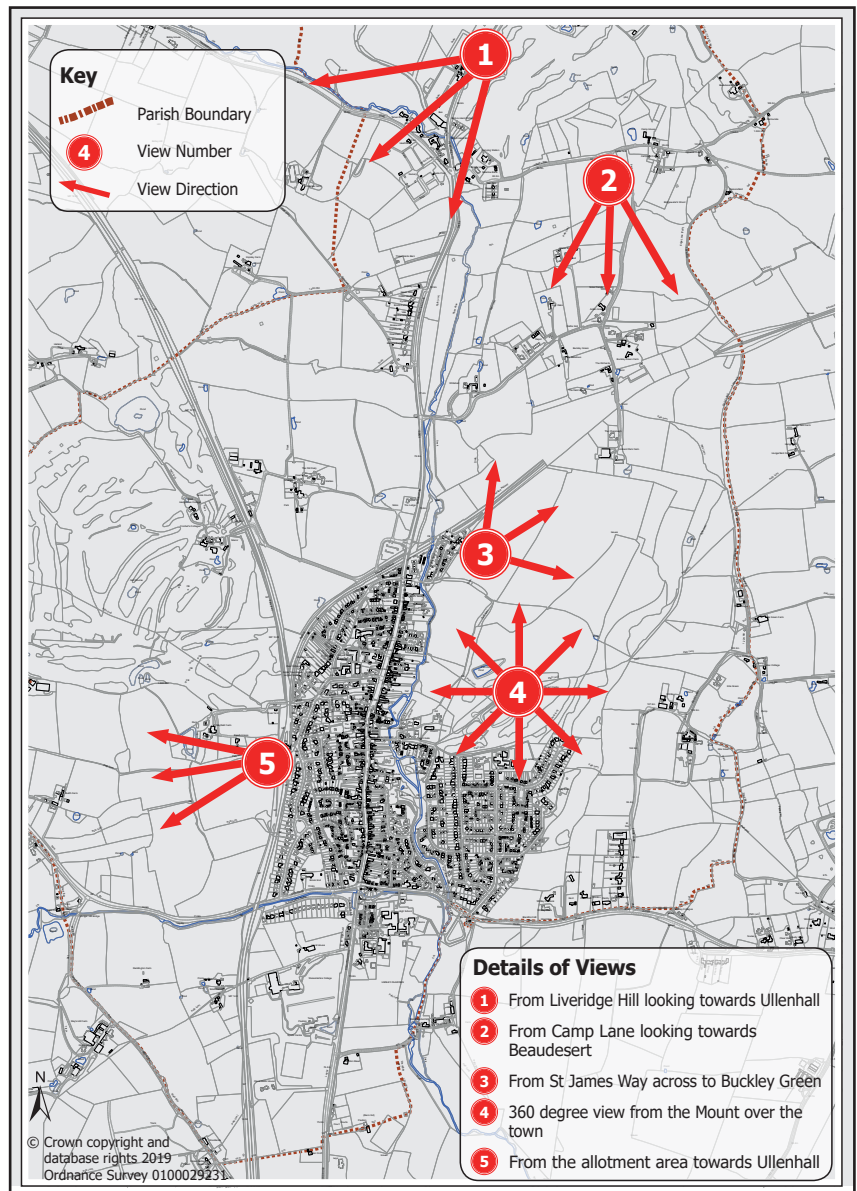 1
Key
Parish Boundary
4
View Number
View Direction
2
3
4
5
Details of Views
1 From Liveridge Hill looking towards Ullenhall
2 From Camp Lane looking towards
Beaudesert
3 From St James Way across to Buckley Green
4 360 degree view from the Mount over the
town
5 From the allotment area towards Ullenhall
N
© Crown copyright and
database rights 2019
Ordnance Survey 0100029231